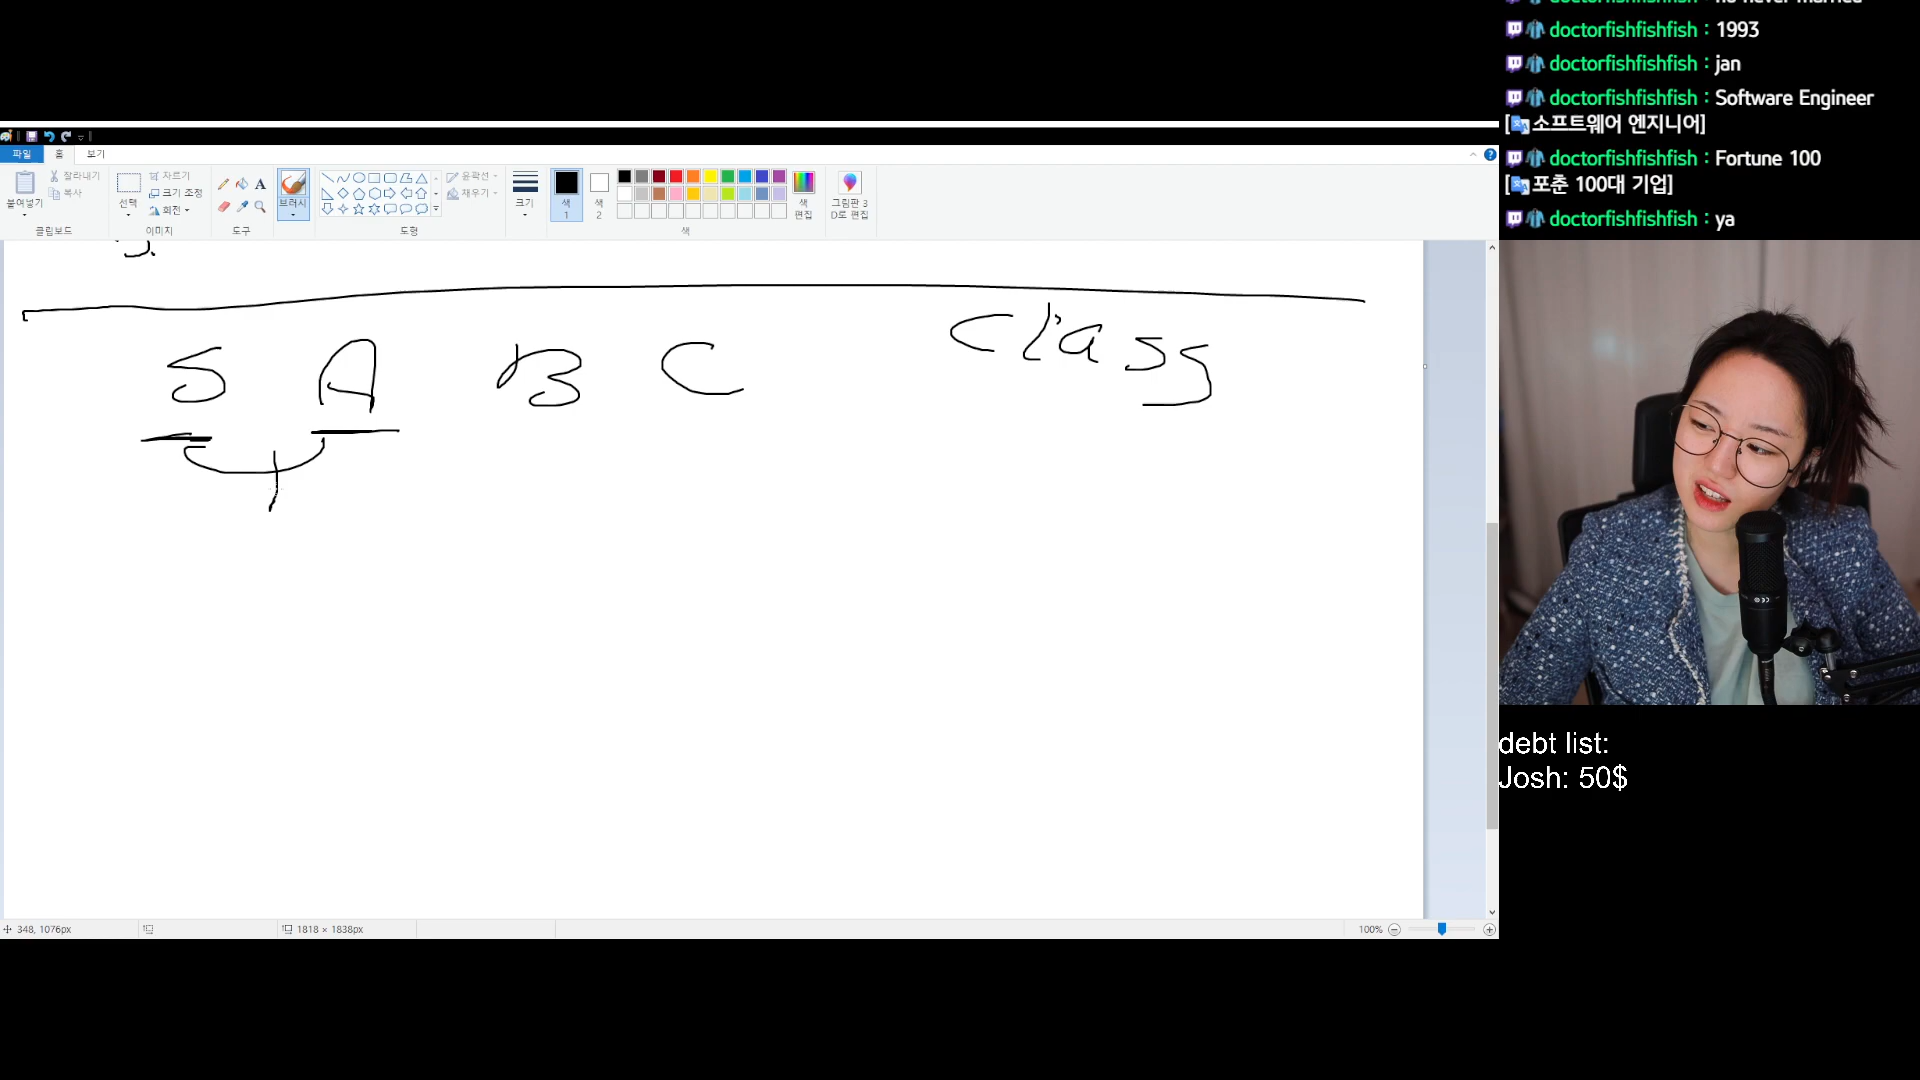 doctorfishfishfish : no never married
doctorfishfishfish : 1993
doctorfishfishfish : jan
doctorfishfishfish : Software Engineer
[소프트웨어 엔지니어]
doctorfishfishfish : Fortune 100
[포춘 100대 기업]
doctorfishfishfish : ya
파일 홈 보기
붙여넣기 잘라내기 복사
클립보드
선택 자르기 크기 조정 회전
이미지
A
도구
브러시
윤곽선 채우기
도형
크기
색 1
색 2
색 편집
그림판 3D로 편집
색
S A B C class
debt list:
Josh: 50$
348, 1076px
1818 × 1838px
100%